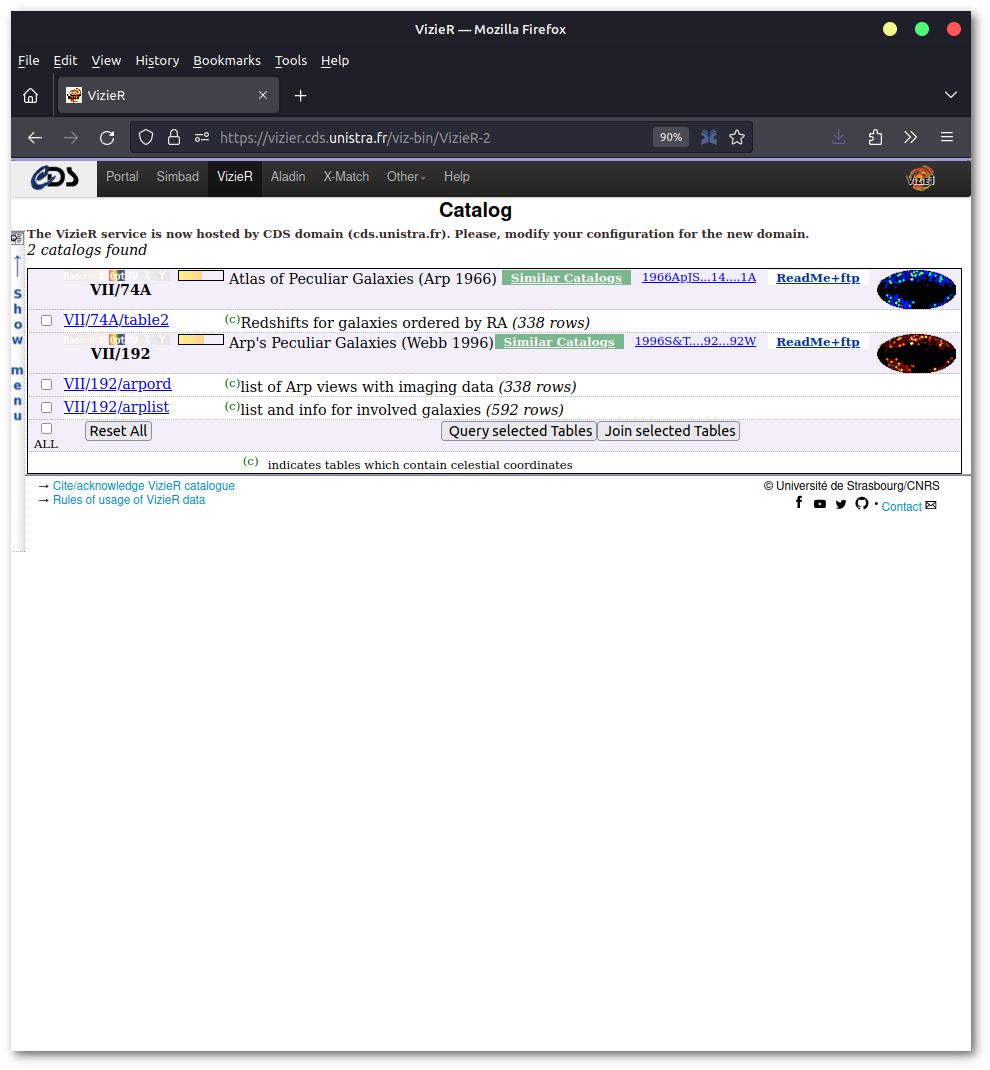 VizieR — Mozilla Firefox
File Edit View History Bookmarks Tools Help
VizieR
https://vizier.cds.unistra.fr/viz-bin/VizieR-2 90%
CDS Portal Simbad VizieR Aladin X-Match Other Help VizieR
Catalog
The VizieR service is now hosted by CDS domain (cds.unistra.fr). Please, modify your configuration for the new domain.
2 catalogs found
Show menu
opt X Y Atlas of Peculiar Galaxies (Arp 1966) Similar Catalogs 1966ApJS...14....1A ReadMe+ftp
VII/74A
VII/74A/table2 (c)Redshifts for galaxies ordered by RA (338 rows)
opt X Y Arp's Peculiar Galaxies (Webb 1996) Similar Catalogs 1996S&T....92...92W ReadMe+ftp
VII/192
VII/192/arpord (c)list of Arp views with imaging data (338 rows)
VII/192/arplist (c)list and info for involved galaxies (592 rows)
ALL Reset All Query selected Tables Join selected Tables
(c) indicates tables which contain celestial coordinates
→ Cite/acknowledge VizieR catalogue © Université de Strasbourg/CNRS
→ Rules of usage of VizieR data • Contact